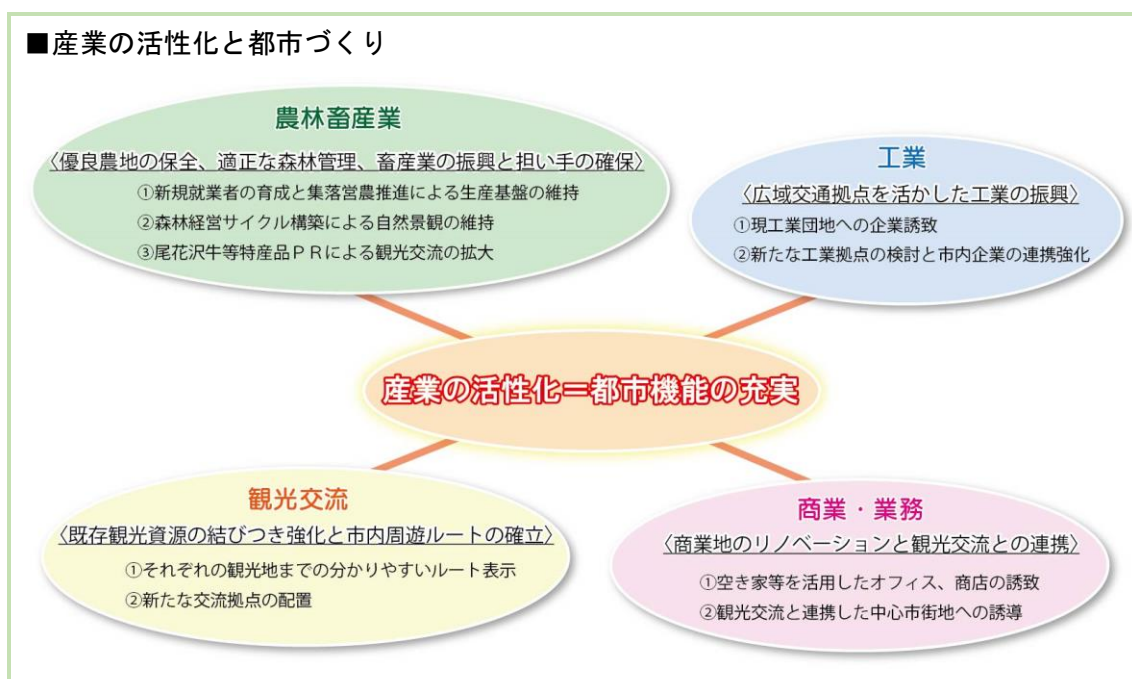 ■産業の活性化と都市づくり
農林畜産業
〈優良農地の保全、適正な森林管理、畜産業の振興と担い手の確保〉
①新規就業者の育成と集落営農推進による生産基盤の維持
②森林経営サイクル構築による自然景観の維持
③尾花沢牛等特産品ＰＲによる観光交流の拡大
工業
〈広域交通拠点を活かした工業の振興〉
①現工業団地への企業誘致
②新たな工業拠点の検討と市内企業の連携強化
産業の活性化＝都市機能の充実
観光交流
〈既存観光資源の結びつき強化と市内周遊ルートの確立〉
①それぞれの観光地までの分かりやすいルート表示
②新たな交流拠点の配置
商業・業務
〈商業地のリノベーションと観光交流との連携〉
①空き家等を活用したオフィス、商店の誘致
②観光交流と連携した中心市街地への誘導